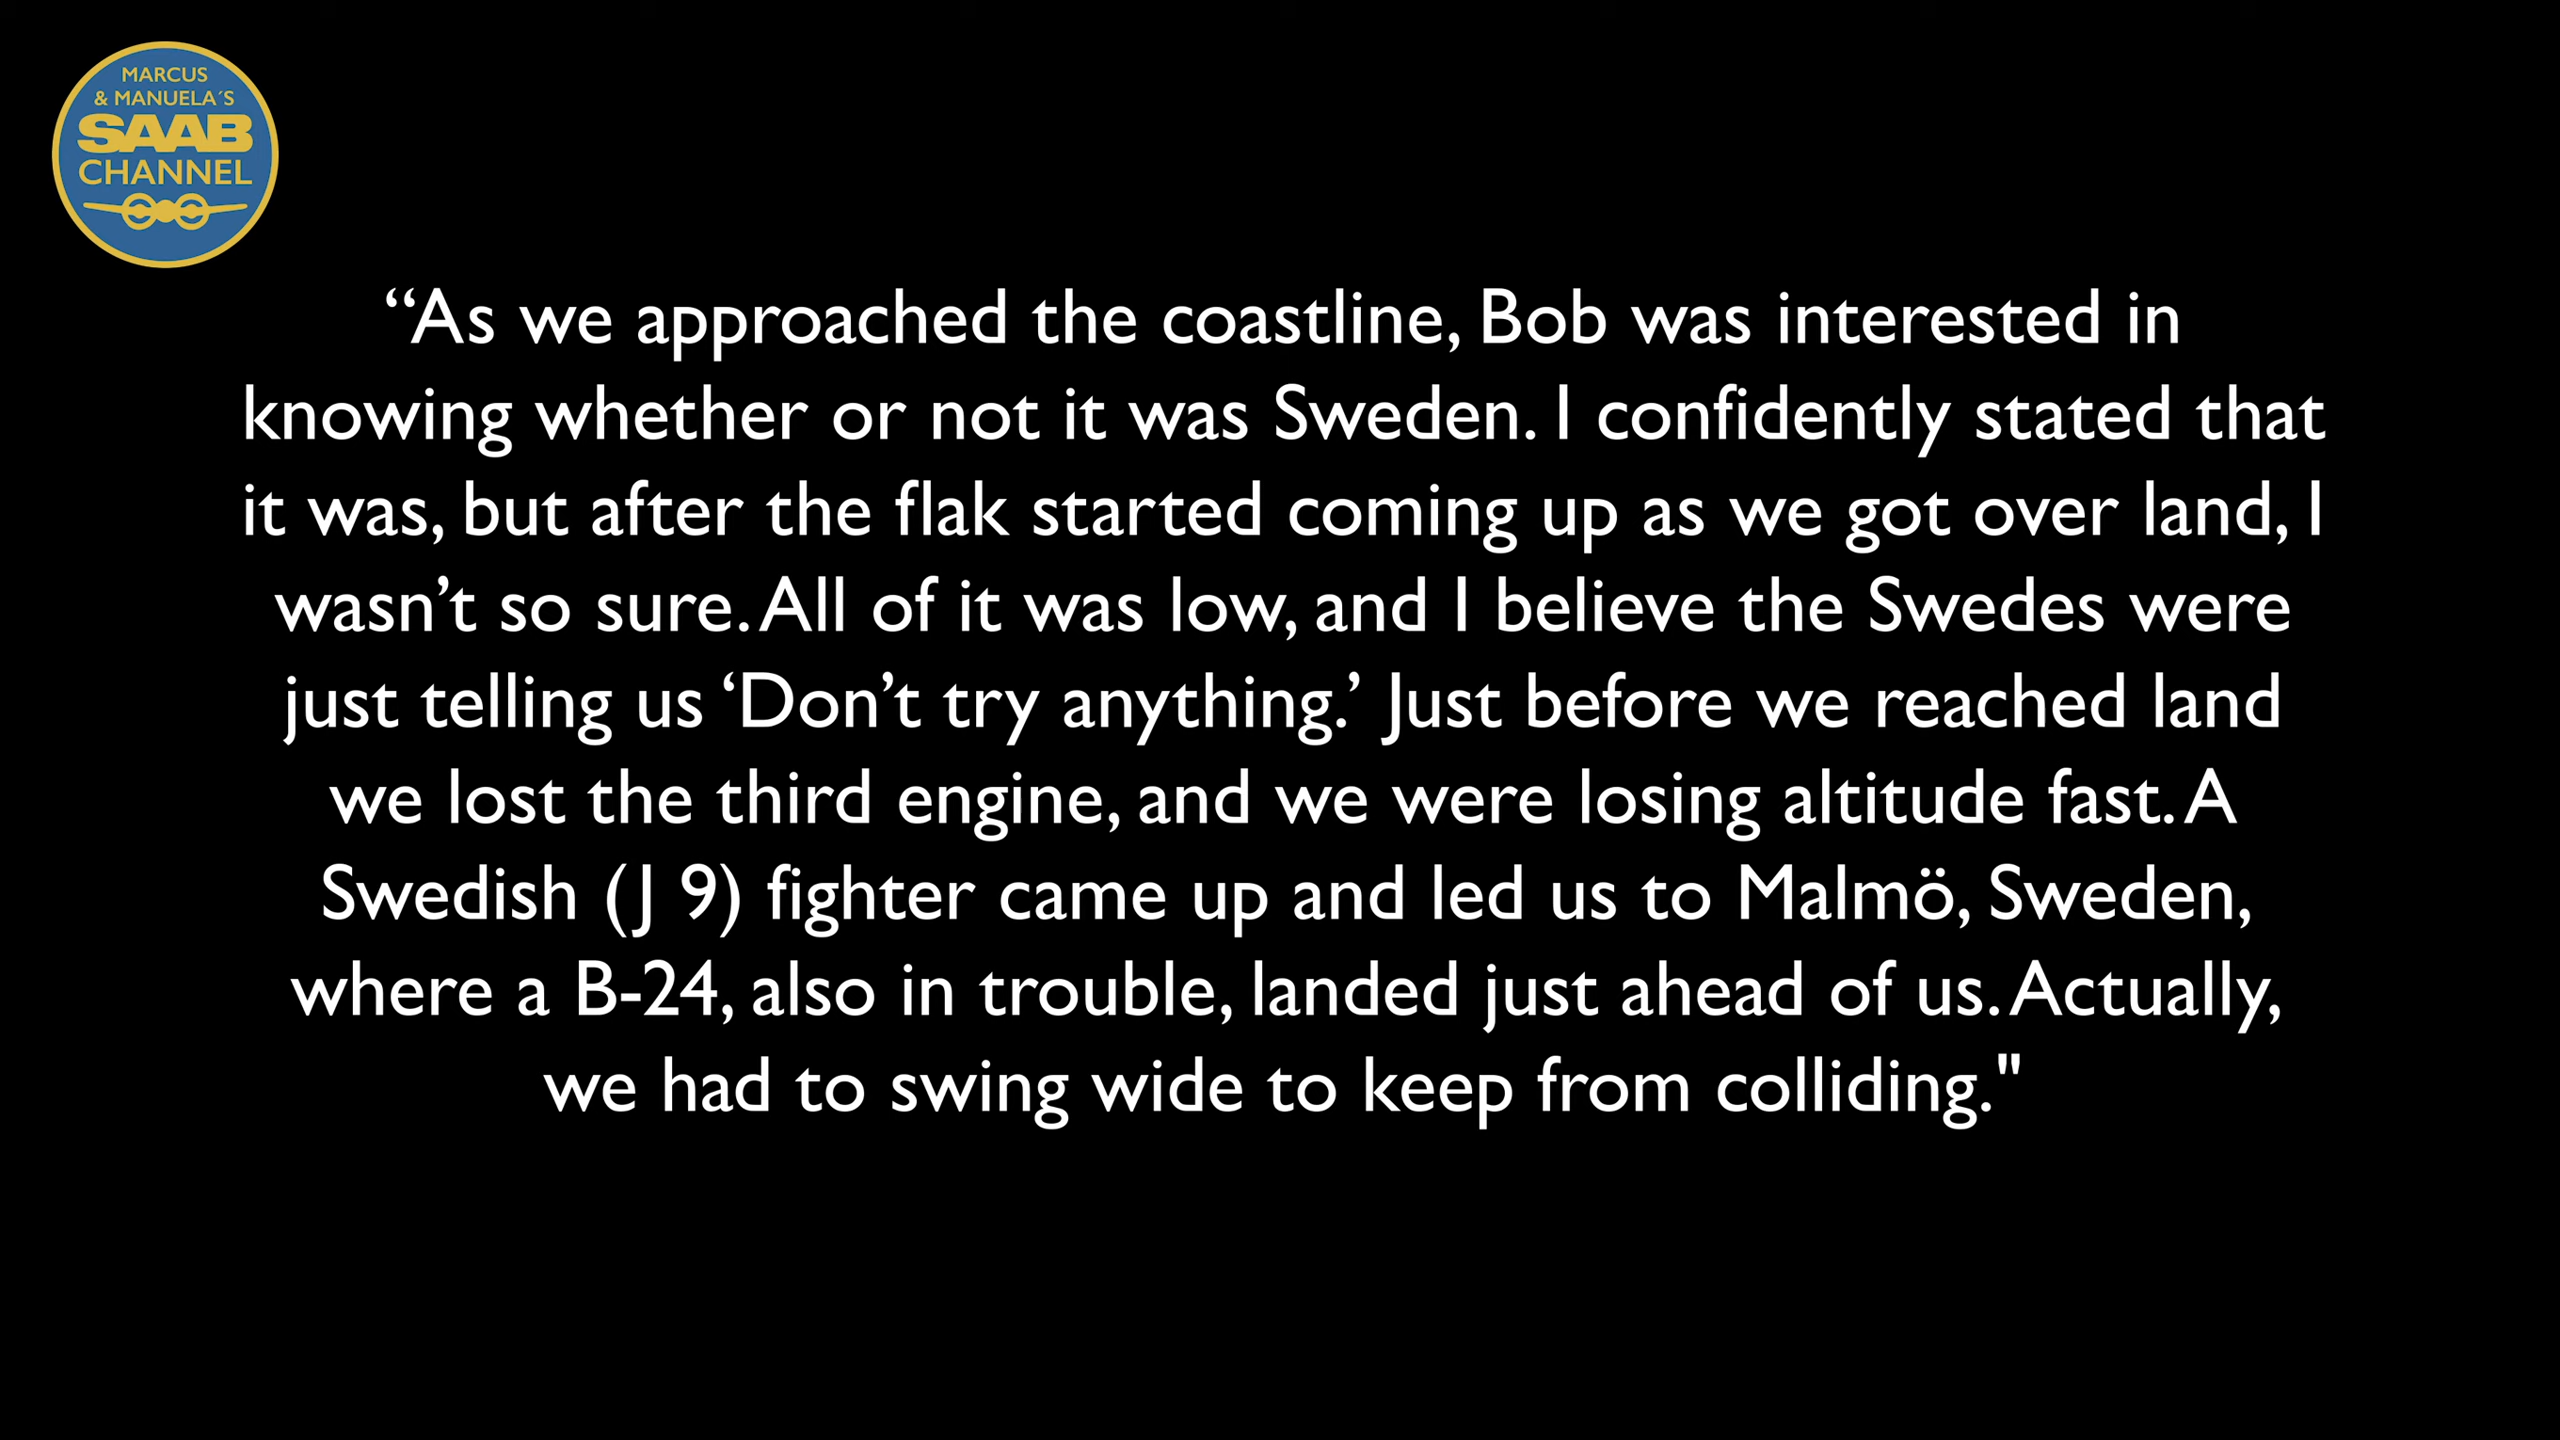 MARCUS
& MANUELA´S
SAAB
CHANNEL
“As we approached the coastline, Bob was interested in
knowing whether or not it was Sweden. I confidently stated that
it was, but after the flak started coming up as we got over land, I
wasn’t so sure. All of it was low, and I believe the Swedes were
just telling us ‘Don’t try anything.’ Just before we reached land
we lost the third engine, and we were losing altitude fast. A
Swedish (J 9) fighter came up and led us to Malmö, Sweden,
where a B-24, also in trouble, landed just ahead of us. Actually,
we had to swing wide to keep from colliding."